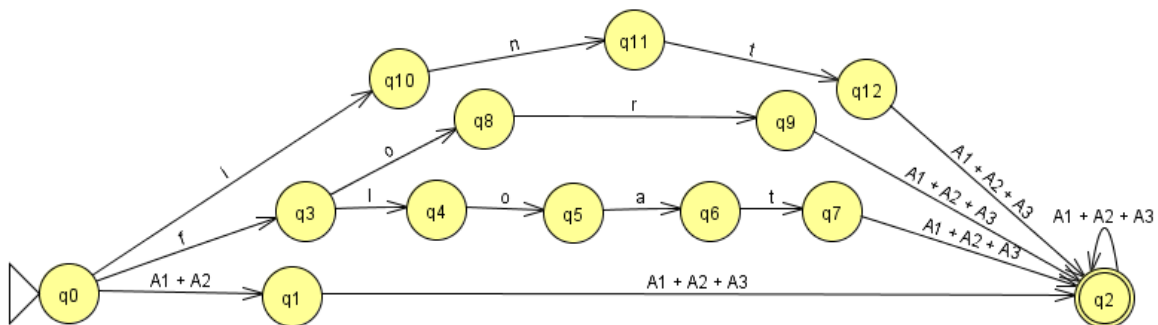 q11
n
t
q10
q12
q8
r
q9
o
i
A1 + A2 + A3
A1 + A2 + A3
q3
l
q4
o
q5
a
q6
t
q7
A1 + A2 + A3
A1 + A2 + A3
f
q0
A1 + A2
q1
A1 + A2 + A3
q2